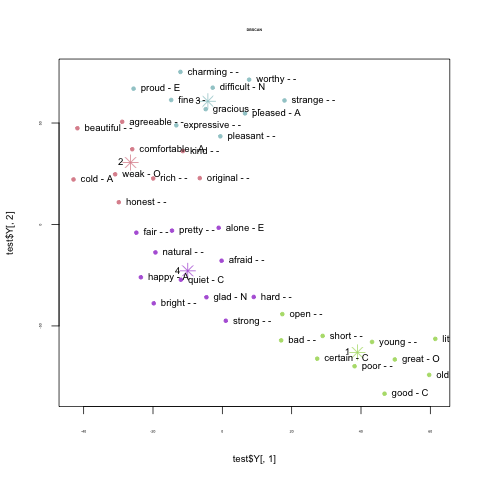 DBSCAN
charming - -
worthy - -
proud - E
difficult - N
fine - -
3
strange - -
gracious - -
pleased - A
agreeable - -
expressive - -
beautiful - -
pleasant - -
comfortable - A
kind - -
2
weak - O
cold - A
rich - -
original - -
honest - -
fair - -
pretty - -
alone - E
natural - -
afraid - -
4
happy - A
quiet - C
bright - -
glad - N
hard - -
open - -
strong - -
bad - -
short - -
young - -
lit
1
certain - C
great - O
poor - -
old
good - C
test$Y[, 2]
test$Y[, 1]